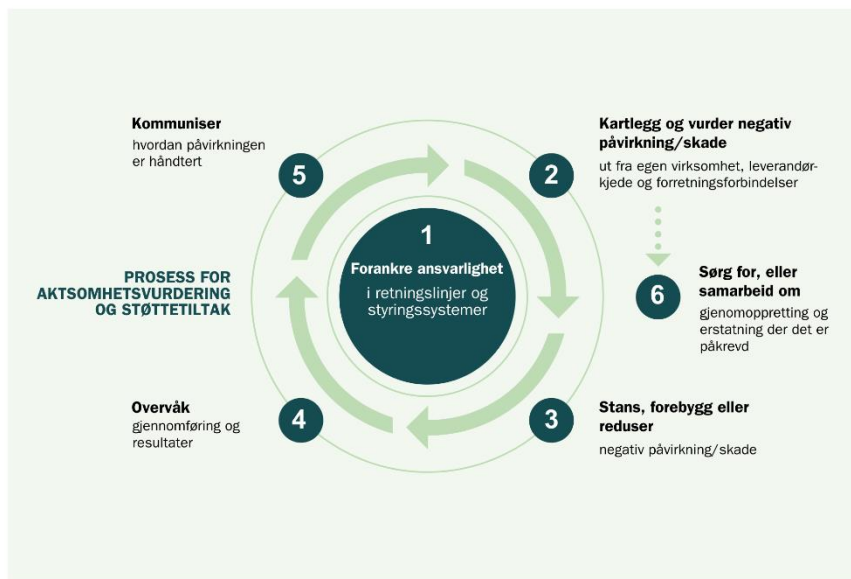 PROSESS FOR
AKTSOMHETSVURDERING
OG STØTTETILTAK
1
Forankre ansvarlighet
i retningslinjer og
styringssystemer
2
Kartlegg og vurder negativ
påvirkning/skade
ut fra egen virksomhet, leverandør-
kjede og forretningsforbindelser
3
Stans, forebygg eller
reduser
negativ påvirkning/skade
4
Overvåk
gjennomføring og
resultater
5
Kommuniser
hvordan påvirkningen
er håndtert
6
Sørg for, eller
samarbeid om
gjenomoppretting og
erstatning der det er
påkrevd